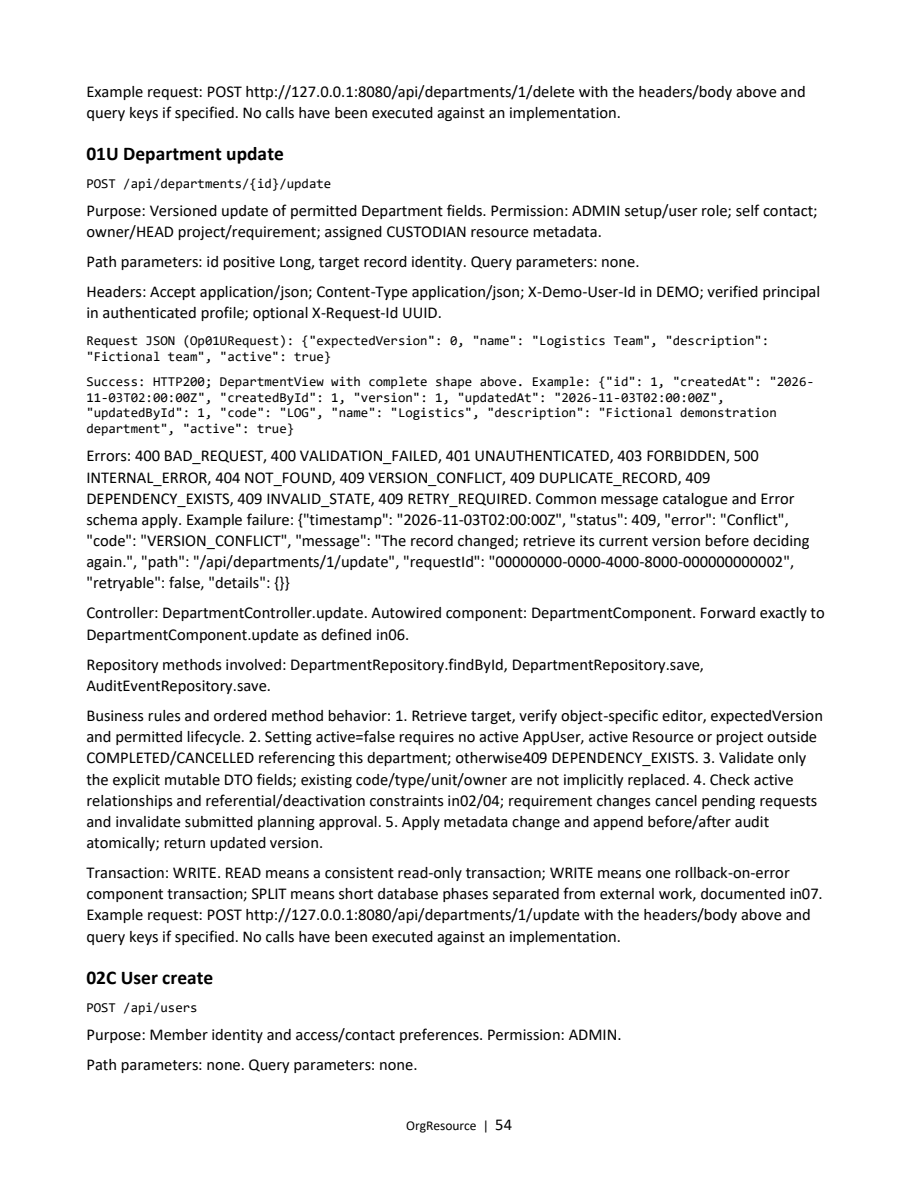 Example request: POST http://127.0.0.1:8080/api/departments/1/delete with the headers/body above and
query keys if specified. No calls have been executed against an implementation.
01U Department update
POST /api/departments/{id}/update
Purpose: Versioned update of permitted Department fields. Permission: ADMIN setup/user role; self contact;
owner/HEAD project/requirement; assigned CUSTODIAN resource metadata.
Path parameters: id positive Long, target record identity. Query parameters: none.
Headers: Accept application/json; Content-Type application/json; X-Demo-User-Id in DEMO; verified principal
in authenticated profile; optional X-Request-Id UUID.
Request JSON (Op01URequest): {"expectedVersion": 0, "name": "Logistics Team", "description":
"Fictional team", "active": true}
Success: HTTP200; DepartmentView with complete shape above. Example: {"id": 1, "createdAt": "2026-
11-03T02:00:00Z", "createdById": 1, "version": 1, "updatedAt": "2026-11-03T02:00:00Z",
"updatedById": 1, "code": "LOG", "name": "Logistics", "description": "Fictional demonstration
department", "active": true}
Errors: 400 BAD_REQUEST, 400 VALIDATION_FAILED, 401 UNAUTHENTICATED, 403 FORBIDDEN, 500
INTERNAL_ERROR, 404 NOT_FOUND, 409 VERSION_CONFLICT, 409 DUPLICATE_RECORD, 409
DEPENDENCY_EXISTS, 409 INVALID_STATE, 409 RETRY_REQUIRED. Common message catalogue and Error
schema apply. Example failure: {"timestamp": "2026-11-03T02:00:00Z", "status": 409, "error": "Conflict",
"code": "VERSION_CONFLICT", "message": "The record changed; retrieve its current version before deciding
again.", "path": "/api/departments/1/update", "requestId": "00000000-0000-4000-8000-000000000002",
"retryable": false, "details": {}}
Controller: DepartmentController.update. Autowired component: DepartmentComponent. Forward exactly to
DepartmentComponent.update as defined in06.
Repository methods involved: DepartmentRepository.findById, DepartmentRepository.save,
AuditEventRepository.save.
Business rules and ordered method behavior: 1. Retrieve target, verify object-specific editor, expectedVersion
and permitted lifecycle. 2. Setting active=false requires no active AppUser, active Resource or project outside
COMPLETED/CANCELLED referencing this department; otherwise409 DEPENDENCY_EXISTS. 3. Validate only
the explicit mutable DTO fields; existing code/type/unit/owner are not implicitly replaced. 4. Check active
relationships and referential/deactivation constraints in02/04; requirement changes cancel pending requests
and invalidate submitted planning approval. 5. Apply metadata change and append before/after audit
atomically; return updated version.
Transaction: WRITE. READ means a consistent read-only transaction; WRITE means one rollback-on-error
component transaction; SPLIT means short database phases separated from external work, documented in07.
Example request: POST http://127.0.0.1:8080/api/departments/1/update with the headers/body above and
query keys if specified. No calls have been executed against an implementation.
02C User create
POST /api/users
Purpose: Member identity and access/contact preferences. Permission: ADMIN.
Path parameters: none. Query parameters: none.
OrgResource | 54